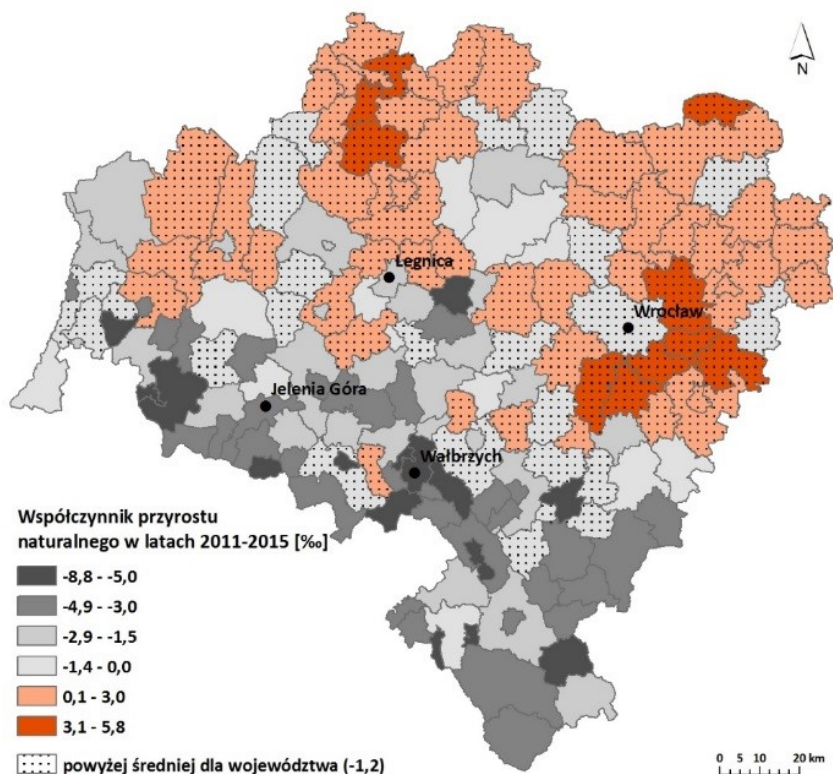 N
Legnica
Wrocław
Jelenia Góra
Wałbrzych
Współczynnik przyrostu
naturalnego w latach 2011-2015 [‰]
-8,8 - -5,0
-4,9 - -3,0
-2,9 - -1,5
-1,4 - 0,0
0,1 - 3,0
3,1 - 5,8
powyżej średniej dla województwa (-1,2)
0 5 10 20 km